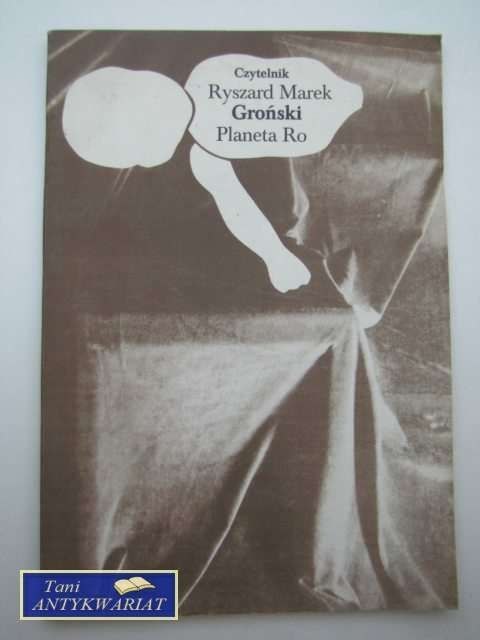 Czytelnik
Ryszard Marek
Groński
Planeta Ro
Tani
ANTYKWARIAT